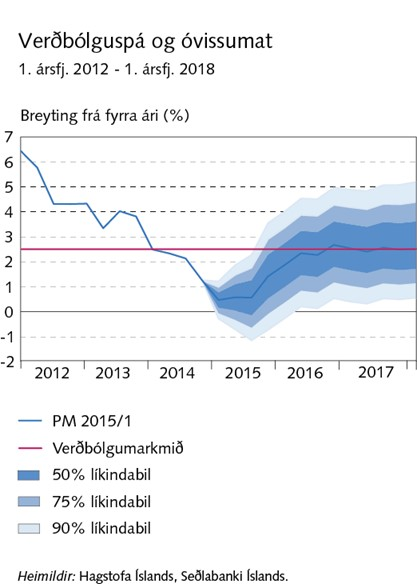 Verðbólguspá og óvissumat
1. ársfj. 2012 - 1. ársfj. 2018
Breyting frá fyrra ári (%)
7
6
5
4
3
2
1
0
-1
-2
2012 2013 2014 2015 2016 2017
PM 2015/1
Verðbólgumarkmið
50% líkindabil
75% líkindabil
90% líkindabil
Heimildir: Hagstofa Íslands, Seðlabanki Íslands.